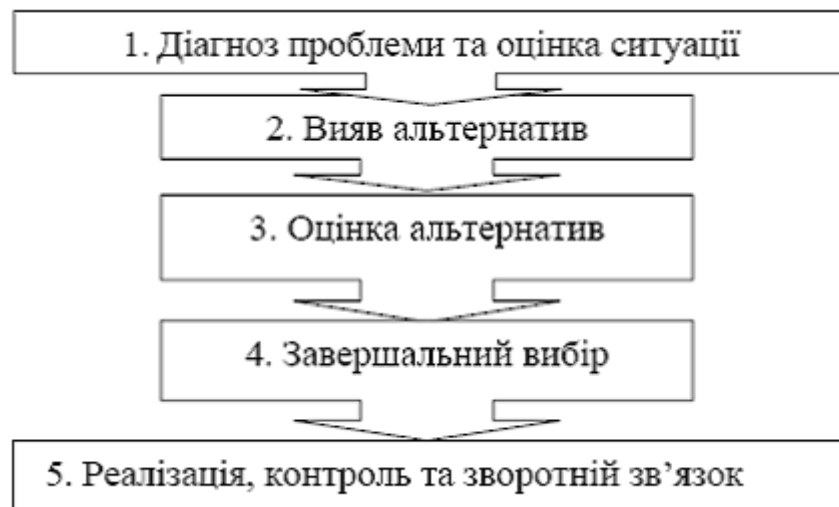 1. Діагноз проблеми та оцінка ситуації
2. Вияв альтернатив
3. Оцінка альтернатив
4. Завершальний вибір
5. Реалізація, контроль та зворотній зв’язок